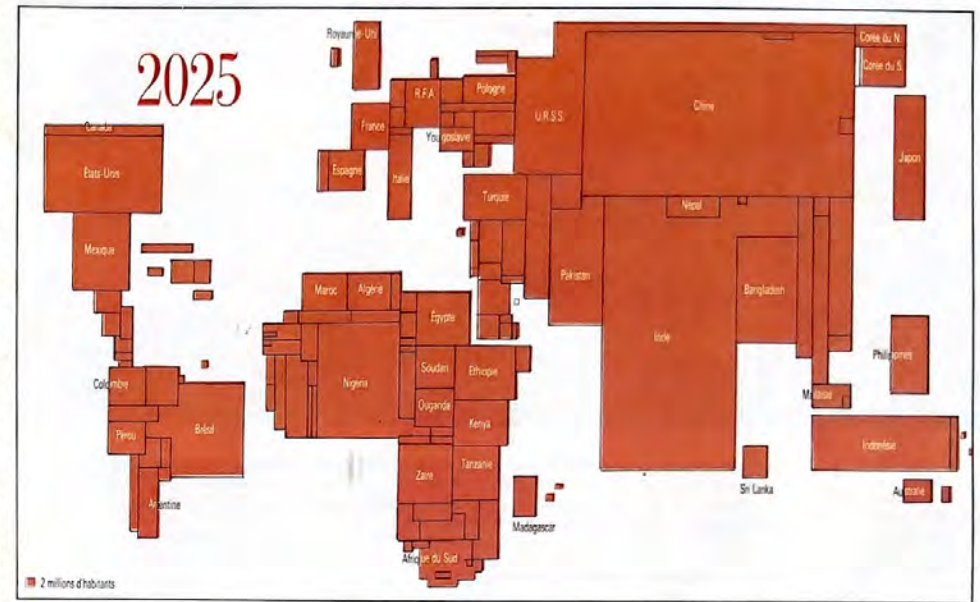 2025
Royaume-Uni
Corée du N.
Corée du S.
R.F.A.
Pologne
U.R.S.S.
Chine
France
Yougoslavie
Canada
États-Unis
Espagne
Italie
Japon
Turquie
Népal
Mexique
Pakistan
Bangladesh
Maroc
Algérie
Égypte
Inde
Philippines
Soudan
Ethiopie
Colombie
Nigéria
Ouganda
Malaisie
Kenya
Pérou
Brésil
Indonésie
Zaïre
Tanzanie
Sri Lanka
Australie
Argentine
Madagascar
Afrique du Sud
2 millions d'habitants